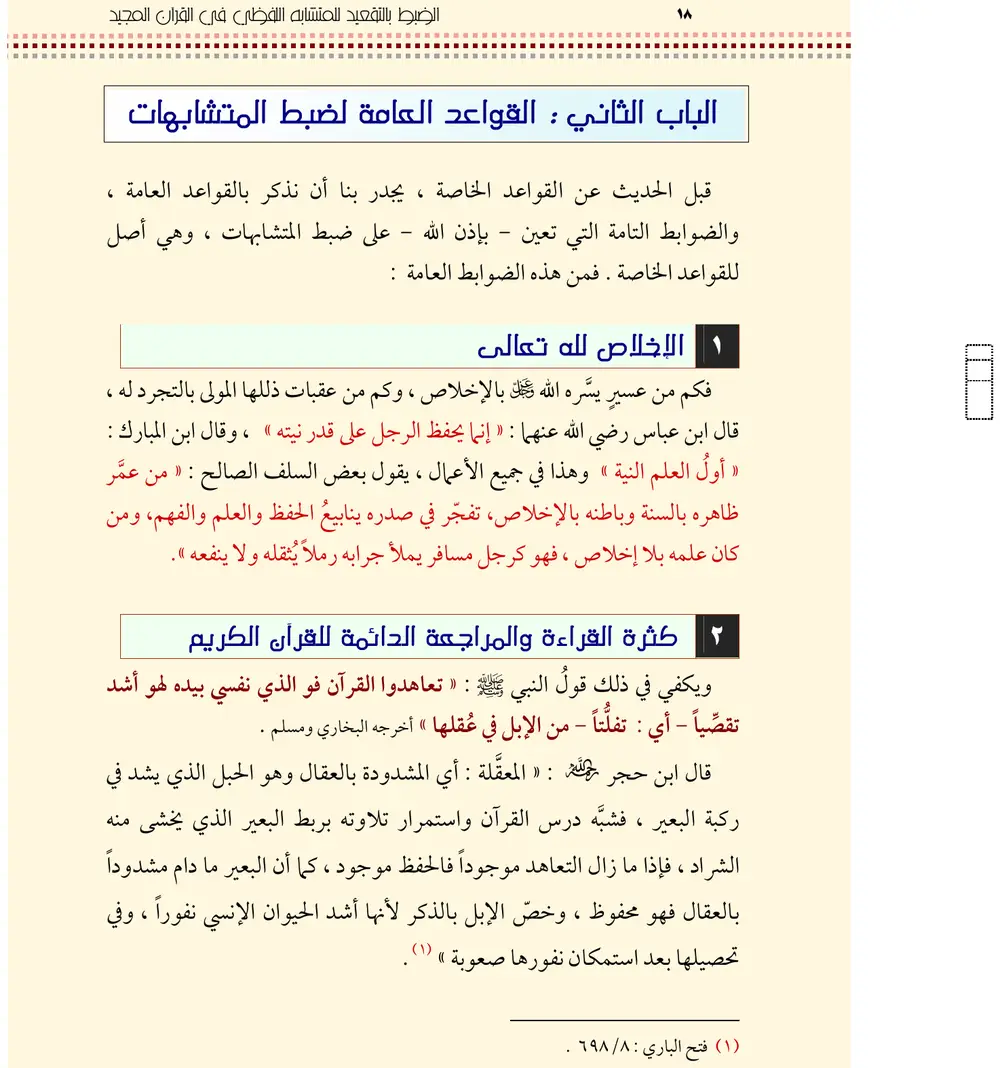 ١٨
الضبط بالتقعيد للمتشابه اللفظي في القرآن المجيد
الباب الثاني : القواعد العامة لضبط المتشابهات
قبل الحديث عن القواعد الخاصة ، يجدر بنا أن نذكر بالقواعد العامة ،
والضوابط التامة التي تعين – بإذن الله – على ضبط المتشابهات ، وهي أصل
للقواعد الخاصة . فمن هذه الضوابط العامة :
١ الإخلاص لله تعالى
فكم من عسيرٍ يسَّره الله ﷻ بالإخلاص ، وكم من عقبات ذللها المولى بالتجرد له ،
قال ابن عباس رضي الله عنهما : « إنما يحفظ الرجل على قدر نيته » ، وقال ابن المبارك :
« أولُ العلم النية » وهذا في جميع الأعمال ، يقول بعض السلف الصالح : « من عمَّر
ظاهره بالسنة وباطنه بالإخلاص، تفجّر في صدره ينابيعُ الحفظ والعلم والفهم، ومن
كان علمه بلا إخلاص ، فهو كرجل مسافر يملأ جرابه رملاً يُثقله ولا ينفعه ».
٢ كثرة القراءة والمراجعة الدائمة للقرآن الكريم
ويكفي في ذلك قولُ النبي ﷺ : « تعاهدوا القرآن فو الذي نفسي بيده لهو أشد
تقصِّياً – أي : تفلُّتاً – من الإبل في عُقلها » أخرجه البخاري ومسلم .
قال ابن حجر رحمه الله : « المعقَّلة : أي المشدودة بالعقال وهو الحبل الذي يشد في
ركبة البعير ، فشبَّه درس القرآن واستمرار تلاوته بربط البعير الذي يخشى منه
الشراد ، فإذا ما زال التعاهد موجوداً فالحفظ موجود ، كما أن البعير ما دام مشدوداً
بالعقال فهو محفوظ ، وخصّ الإبل بالذكر لأنها أشد الحيوان الإنسي نفوراً ، وفي
تحصيلها بعد استمكان نفورها صعوبة » (١) .
(١) فتح الباري : ٨/ ٦٩٨ .